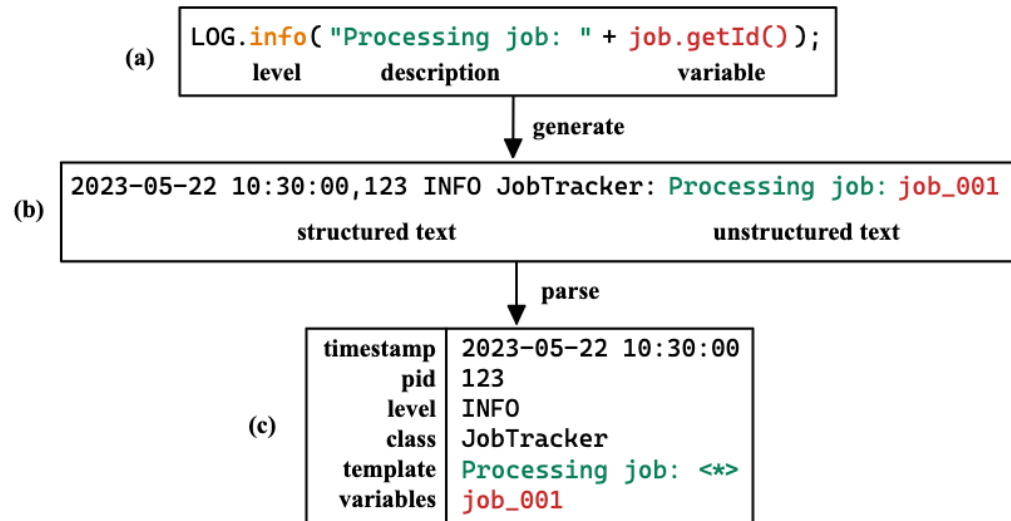 (a)
LOG.info("Processing job: " + job.getId());
level description variable
generate
(b)
2023-05-22 10:30:00,123 INFO JobTracker: Processing job: job_001
structured text unstructured text
parse
(c)
timestamp 2023-05-22 10:30:00
pid 123
level INFO
class JobTracker
template Processing job: <*>
variables job_001